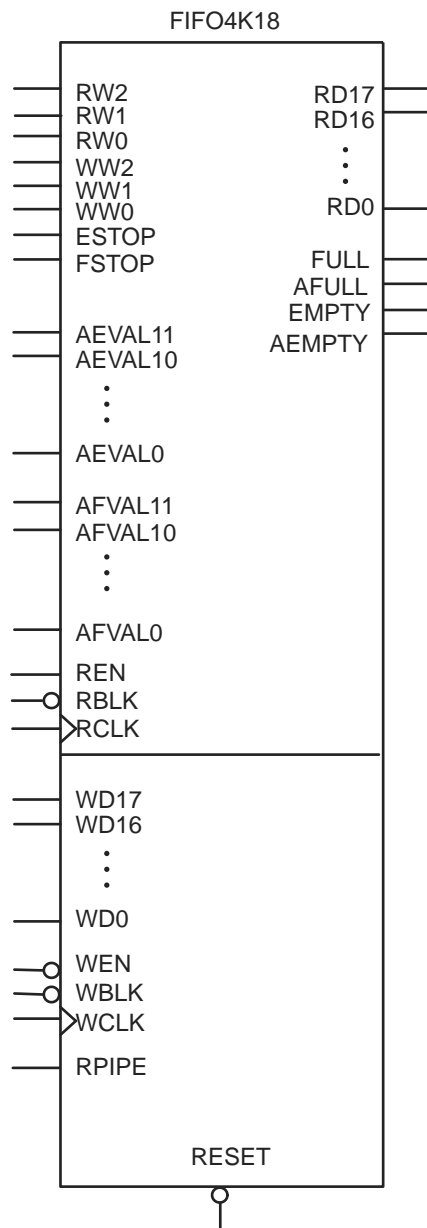 FIFO4K18
RW2
RD17
RW1
RD16
RW0
WW2
WW1
WW0
RD0
ESTOP
FSTOP
FULL
AFULL
EMPTY
AEVAL11
AEMPTY
AEVAL10
AEVAL0
AFVAL11
AFVAL10
AFVAL0
REN
RBLK
RCLK
WD17
WD16
WD0
WEN
WBLK
WCLK
RPIPE
RESET